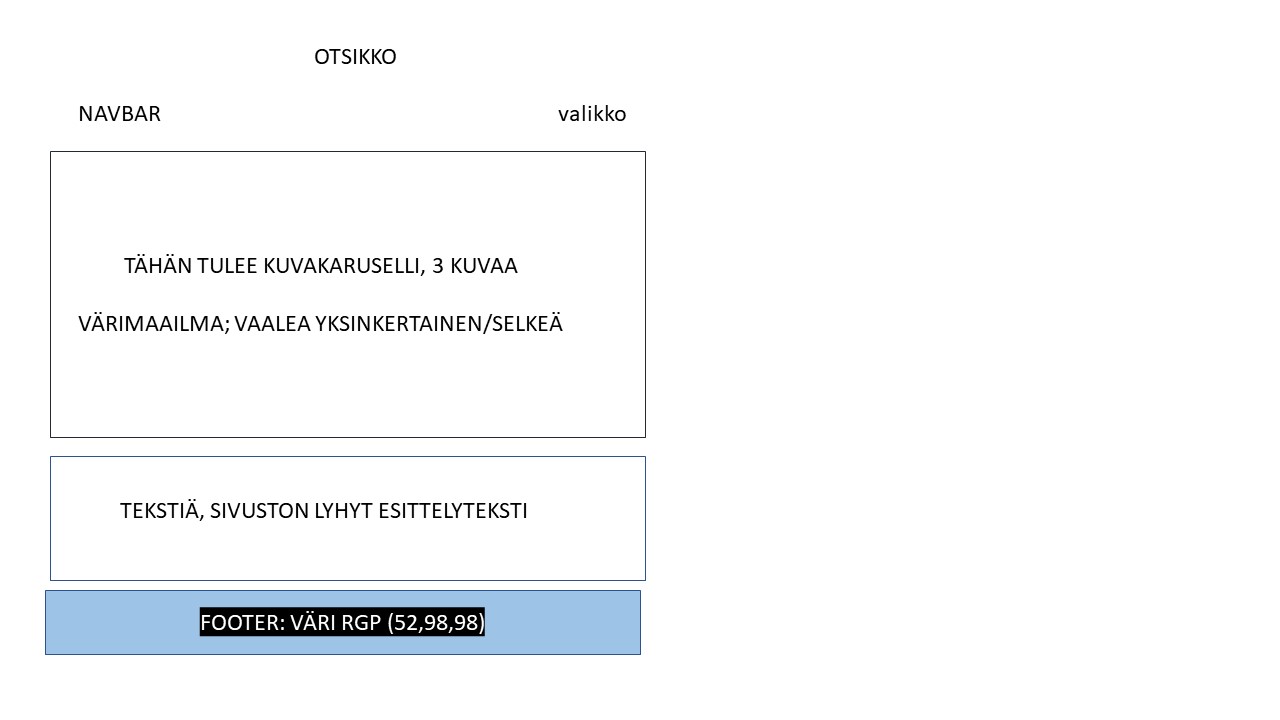 OTSIKKO
NAVBAR valikko
TÄHÄN TULEE KUVAKARUSELLI, 3 KUVAA
VÄRIMAAILMA; VAALEA YKSINKERTAINEN/SELKEÄ
TEKSTIÄ, SIVUSTON LYHYT ESITTELYTEKSTI
FOOTER: VÄRI RGP (52,98,98)